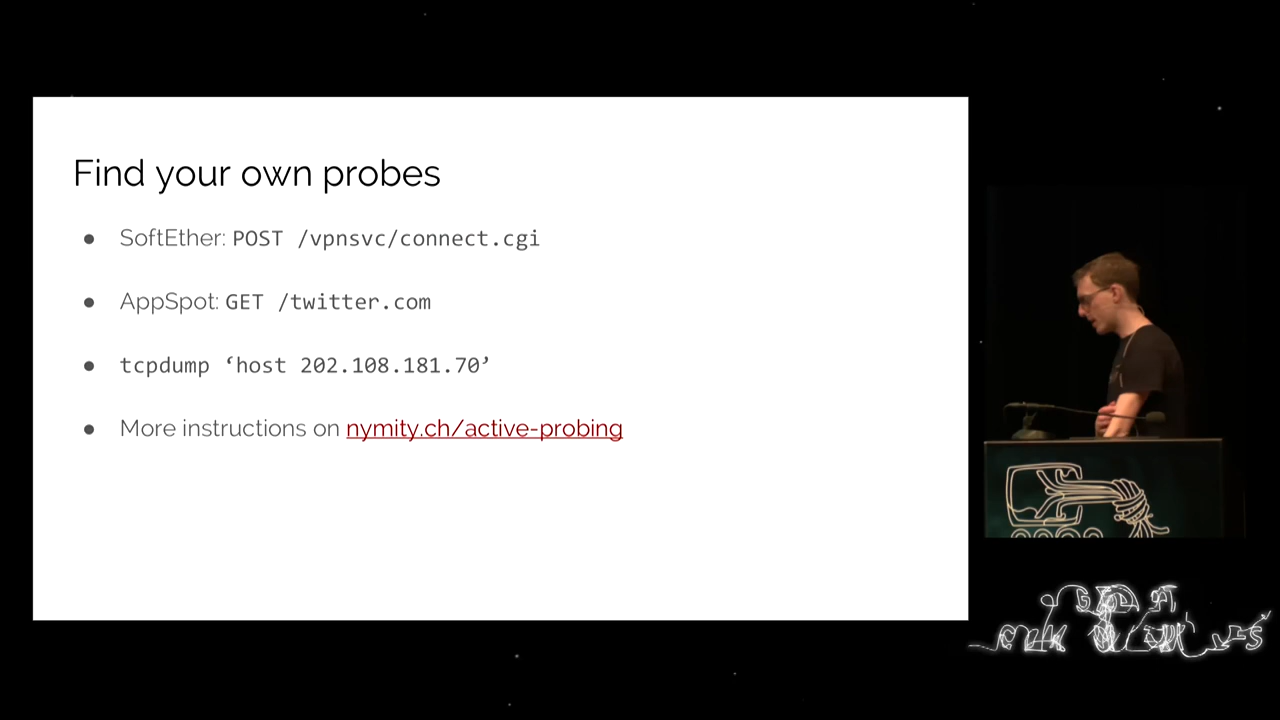 Find your own probes
● SoftEther: POST /vpnsvc/connect.cgi
● AppSpot: GET /twitter.com
● tcpdump ‘host 202.108.181.70’
● More instructions on nymity.ch/active-probing